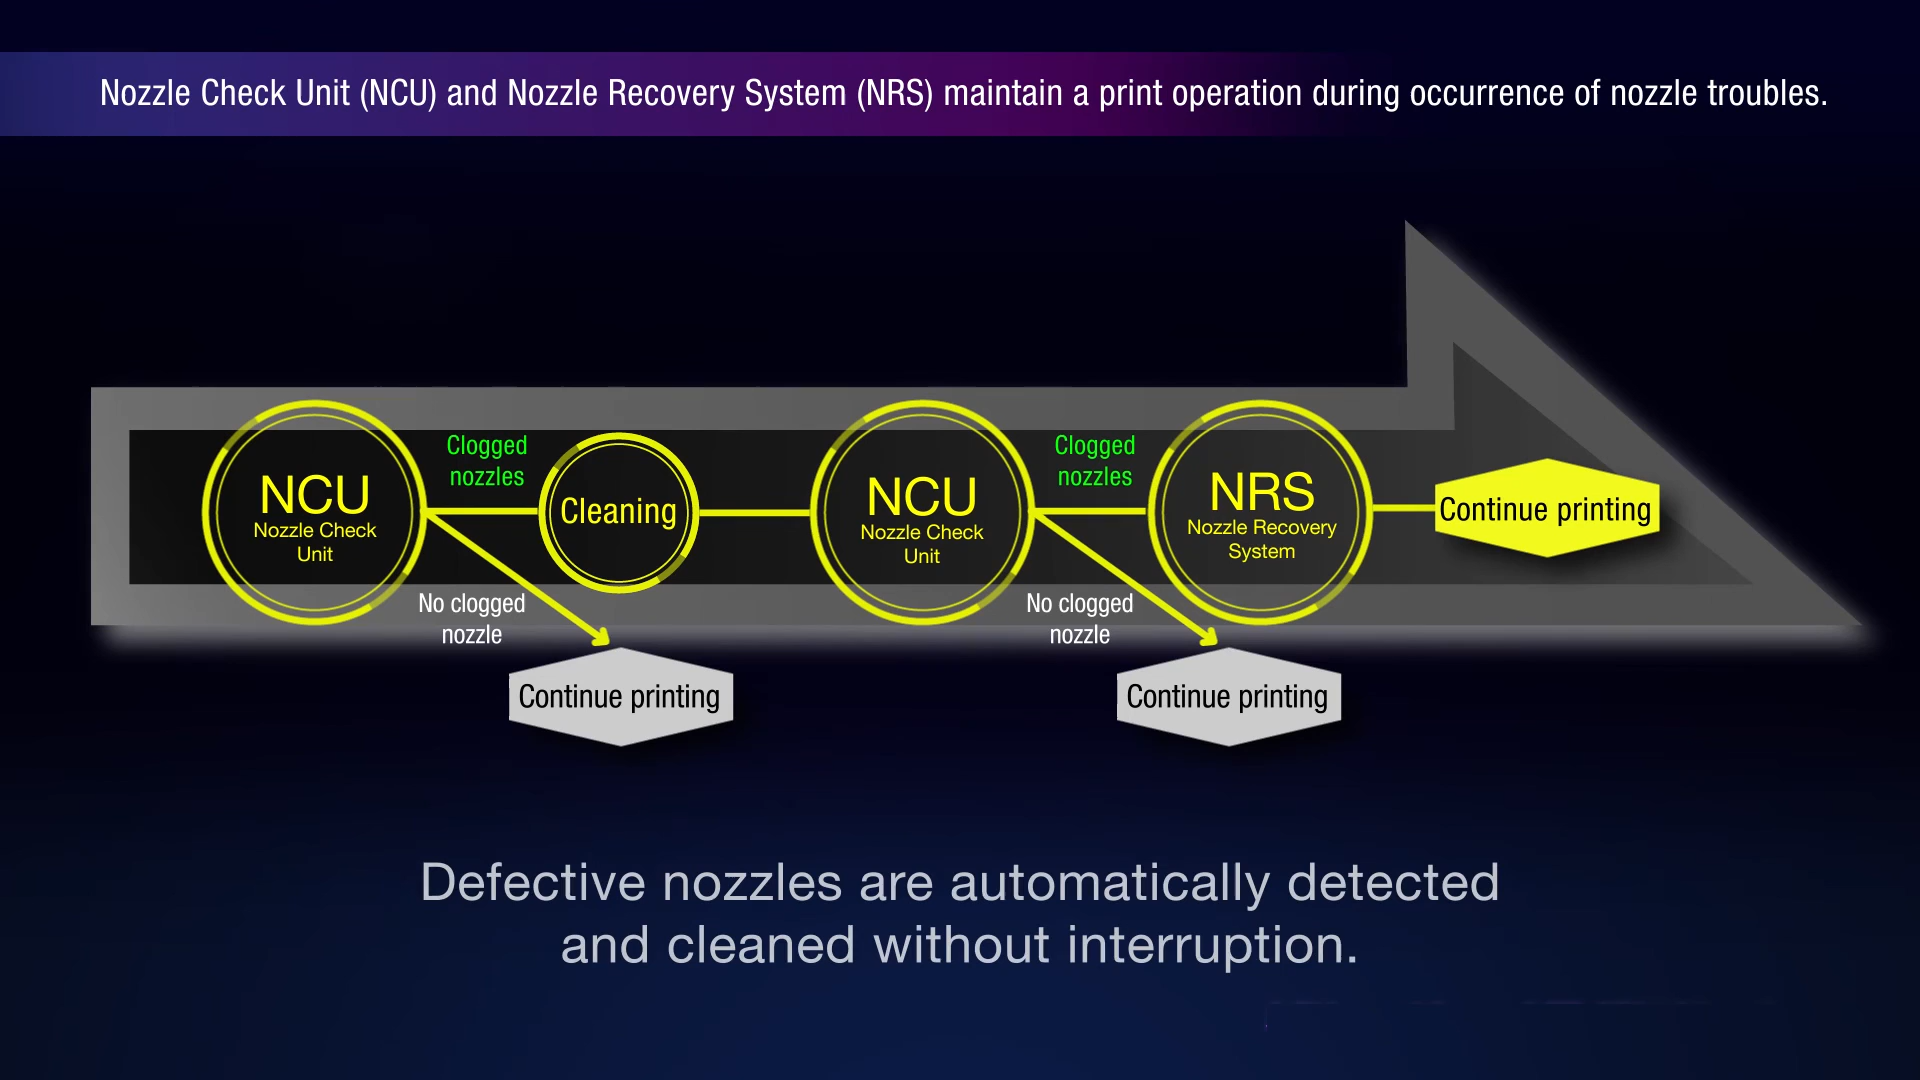 Nozzle Check Unit (NCU) and Nozzle Recovery System (NRS) maintain a print operation during occurrence of nozzle troubles.
NCU
Nozzle Check
Unit
Clogged
nozzles
No clogged
nozzle
Continue printing
Cleaning
NCU
Nozzle Check
Unit
Clogged
nozzles
No clogged
nozzle
Continue printing
NRS
Nozzle Recovery
System
Continue printing
Defective nozzles are automatically detected
and cleaned without interruption.